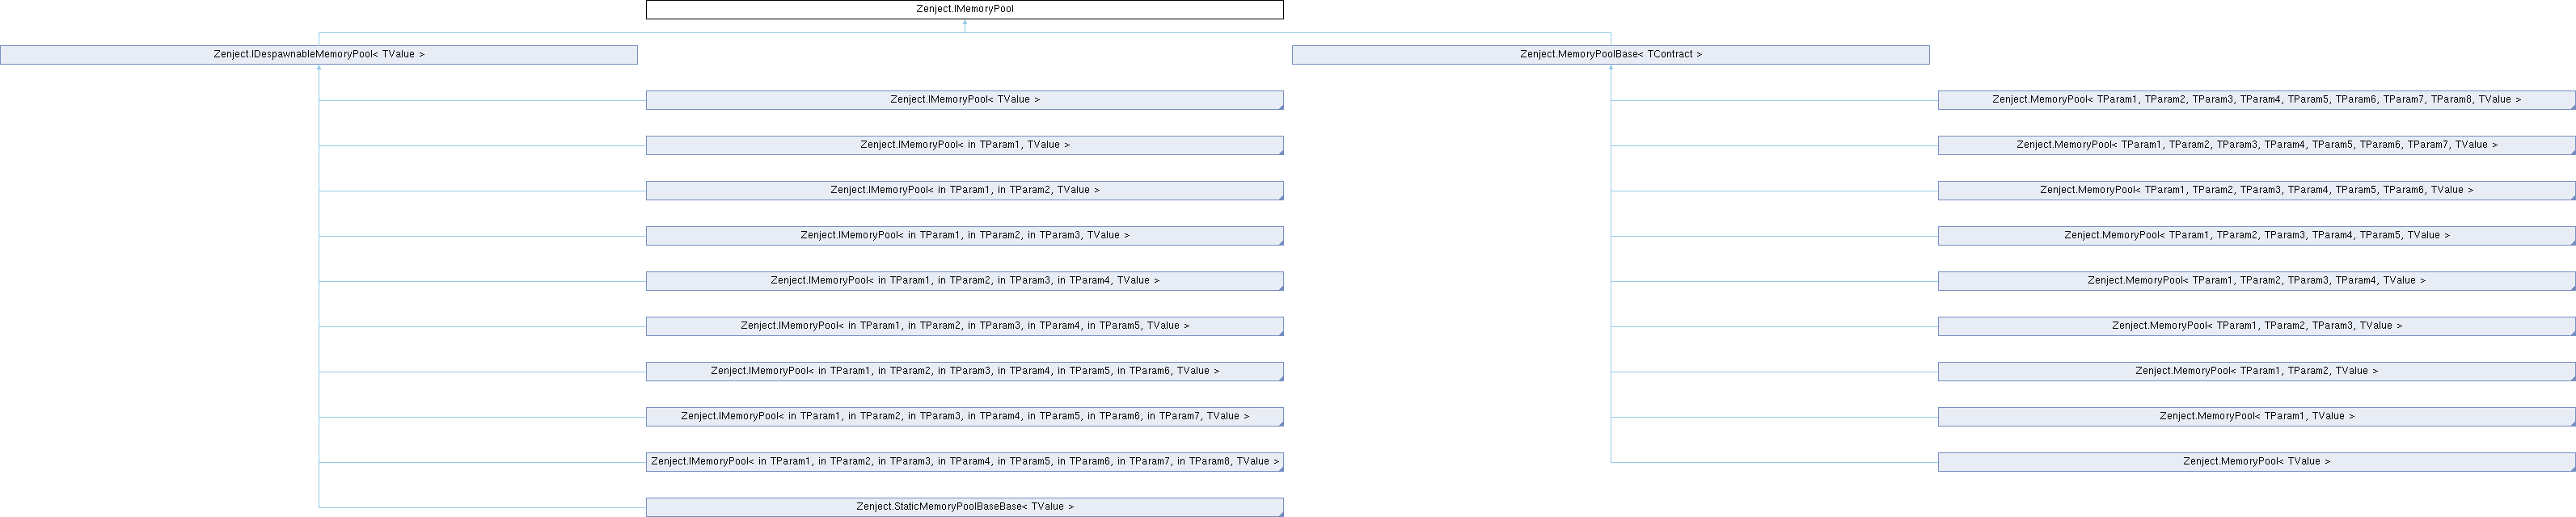 Zenject.IMemoryPool
Zenject.IDespawnableMemoryPool< TValue >
Zenject.MemoryPoolBase< TContract >
Zenject.IMemoryPool< TValue >
Zenject.MemoryPool< TParam1, TParam2, TParam3, TParam4, TParam5, TParam6, TParam7, TParam8, TValue >
Zenject.IMemoryPool< in TParam1, TValue >
Zenject.MemoryPool< TParam1, TParam2, TParam3, TParam4, TParam5, TParam6, TParam7, TValue >
Zenject.IMemoryPool< in TParam1, in TParam2, TValue >
Zenject.MemoryPool< TParam1, TParam2, TParam3, TParam4, TParam5, TParam6, TValue >
Zenject.IMemoryPool< in TParam1, in TParam2, in TParam3, TValue >
Zenject.MemoryPool< TParam1, TParam2, TParam3, TParam4, TParam5, TValue >
Zenject.IMemoryPool< in TParam1, in TParam2, in TParam3, in TParam4, TValue >
Zenject.MemoryPool< TParam1, TParam2, TParam3, TParam4, TValue >
Zenject.IMemoryPool< in TParam1, in TParam2, in TParam3, in TParam4, in TParam5, TValue >
Zenject.MemoryPool< TParam1, TParam2, TParam3, TValue >
Zenject.IMemoryPool< in TParam1, in TParam2, in TParam3, in TParam4, in TParam5, in TParam6, TValue >
Zenject.MemoryPool< TParam1, TParam2, TValue >
Zenject.IMemoryPool< in TParam1, in TParam2, in TParam3, in TParam4, in TParam5, in TParam6, in TParam7, TValue >
Zenject.MemoryPool< TParam1, TValue >
Zenject.IMemoryPool< in TParam1, in TParam2, in TParam3, in TParam4, in TParam5, in TParam6, in TParam7, in TParam8, TValue >
Zenject.MemoryPool< TValue >
Zenject.StaticMemoryPoolBaseBase< TValue >